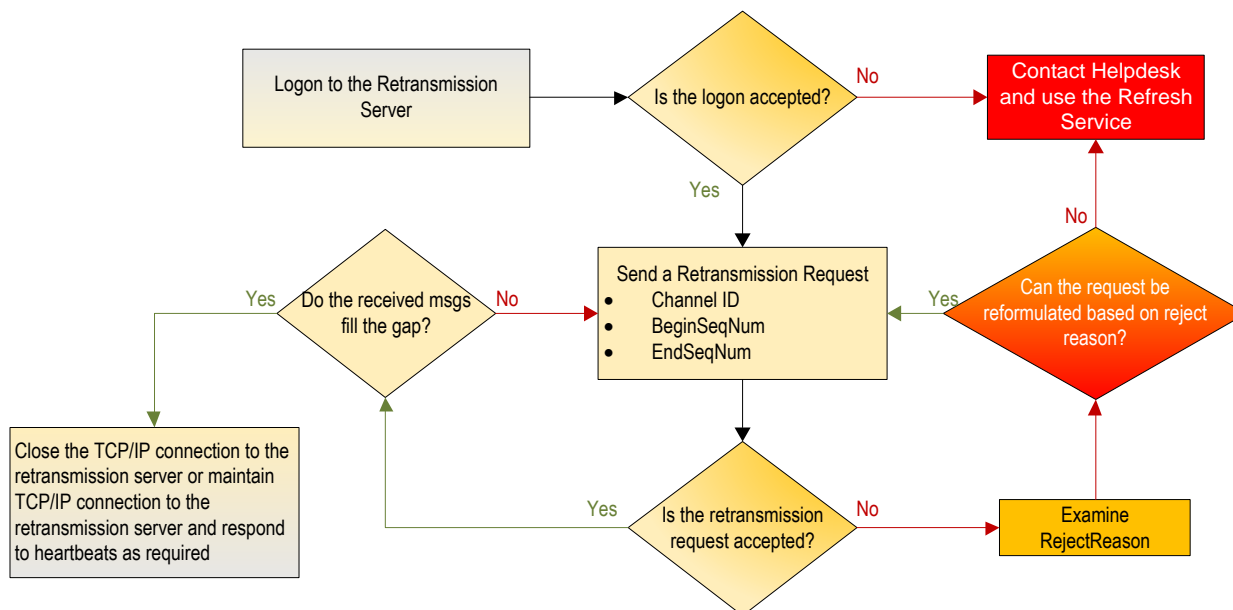 Logon to the Retransmission
Server
Is the logon accepted?
No
Contact Helpdesk
and use the Refresh
Service
Yes
No
Send a Retransmission Request
• Channel ID
• BeginSeqNum
• EndSeqNum
Yes
Do the received msgs
fill the gap?
No
Yes
Can the request be
reformulated based on reject
reason?
Close the TCP/IP connection to the
retransmission server or maintain
TCP/IP connection to the
retransmission server and respond
to heartbeats as required
Yes
Is the retransmission
request accepted?
No
Examine
RejectReason